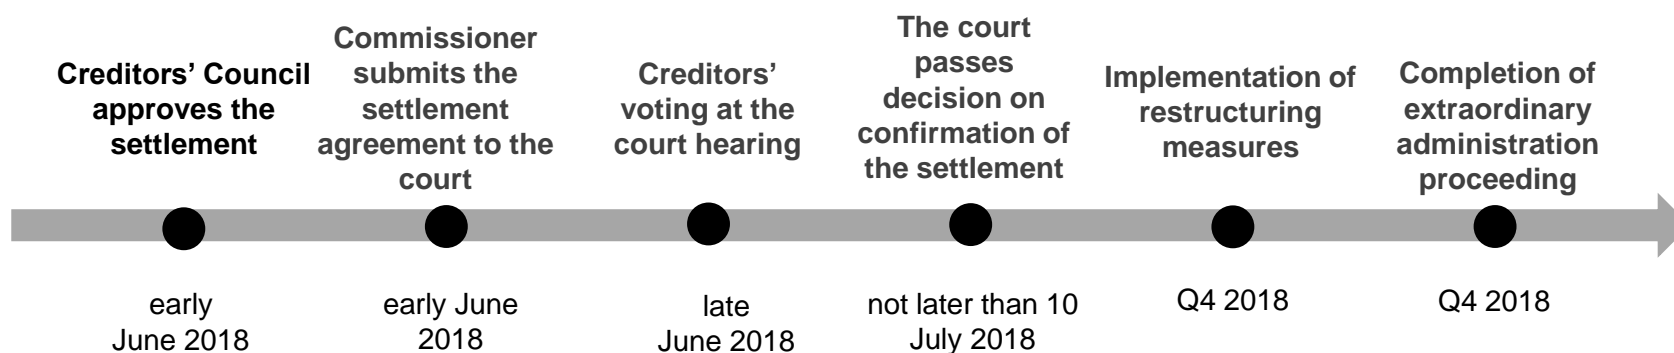 Creditors’ Council
approves the
settlement
Commissioner
submits the
settlement
agreement to the
court
Creditors’
voting at the
court hearing
The court
passes
decision on
confirmation of
the settlement
Implementation of
restructuring
measures
Completion of
extraordinary
administration
proceeding
early
June 2018
early June
2018
late
June 2018
not later than 10
July 2018
Q4 2018
Q4 2018